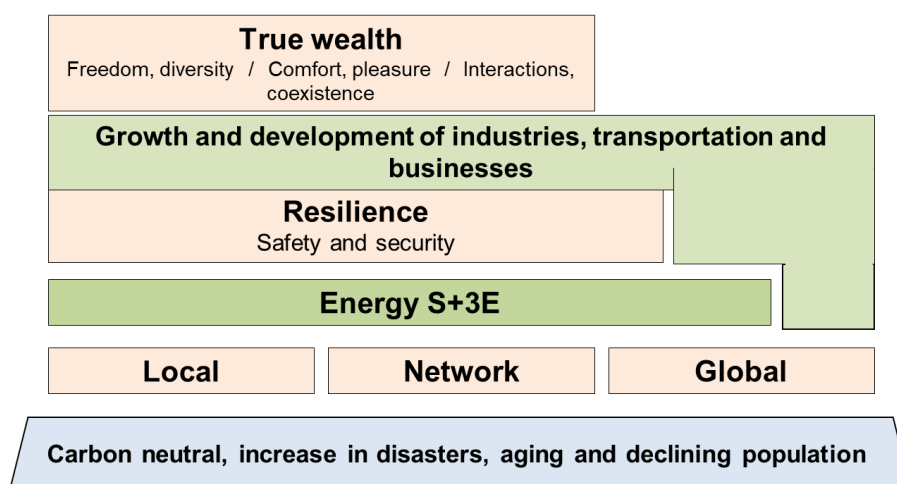 True wealth
Freedom, diversity / Comfort, pleasure / Interactions,
coexistence
Growth and development of industries, transportation and
businesses
Resilience
Safety and security
Energy S+3E
Local Network Global
Carbon neutral, increase in disasters, aging and declining population